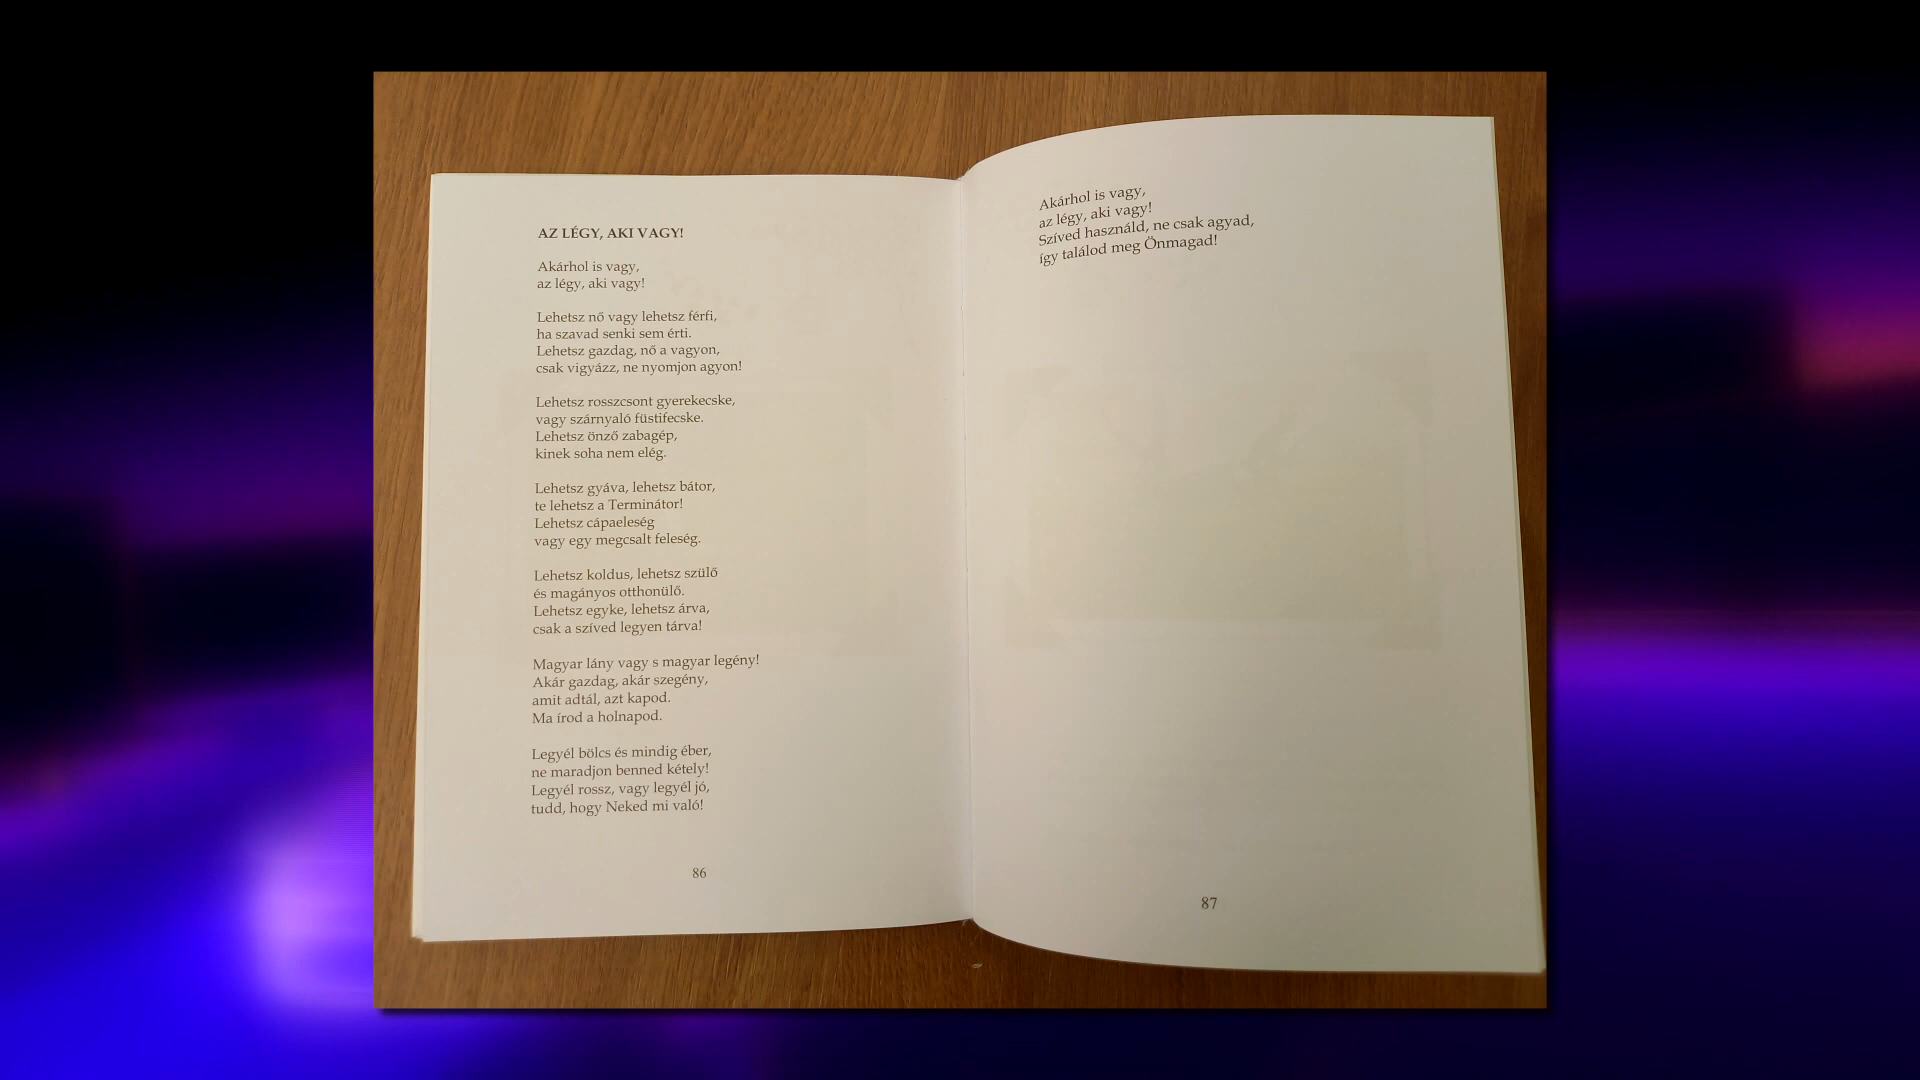 AZ LÉGY, AKI VAGY!
Akárhol is vagy,
az légy, aki vagy!
Lehetsz nő vagy lehetsz férfi,
ha szavad senki sem érti.
Lehetsz gazdag, nő a vagyon,
csak vigyázz, ne nyomjon agyon!
Lehetsz rosszcsont gyerekecske,
vagy szárnyaló füstifecske.
Lehetsz önző zabagép,
kinek soha nem elég.
Lehetsz gyáva, lehetsz bátor,
te lehetsz a Terminátor!
Lehetsz cápaeleség
vagy egy megcsalt feleség.
Lehetsz koldus, lehetsz szülő
és magányos otthonülő.
Lehetsz egyke, lehetsz árva,
csak a szíved legyen tárva!
Magyar lány vagy s magyar legény!
Akár gazdag, akár szegény,
amit adtál, azt kapod.
Ma írod a holnapod.
Legyél bölcs és mindig éber,
ne maradjon benned kétely!
Legyél rossz, vagy legyél jó,
tudd, hogy Neked mi való!
86
Akárhol is vagy,
az légy, aki vagy!
Szíved használd, ne csak agyad,
így találod meg Önmagad!
87